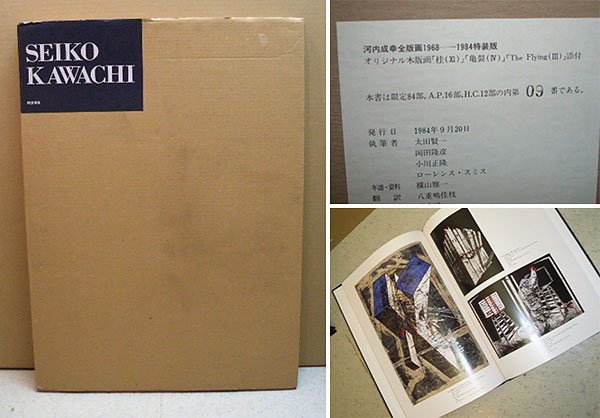 SEIKO
KAWACHI
河内成幸全版画1968——1984特装版
オリジナル木版画「桂(Ⅺ)」「亀裂(Ⅳ)」「The Flying(Ⅲ)」添付
本書は限定84部、A.P.16部、H.C.12部の内第 09 番である。
発行日 1984年9月20日
執筆者 太田賢一
岡田隆彦
小川正隆
ローレンス・スミス
年譜・資料 横山雅一
翻訳 八重嶋佳枝